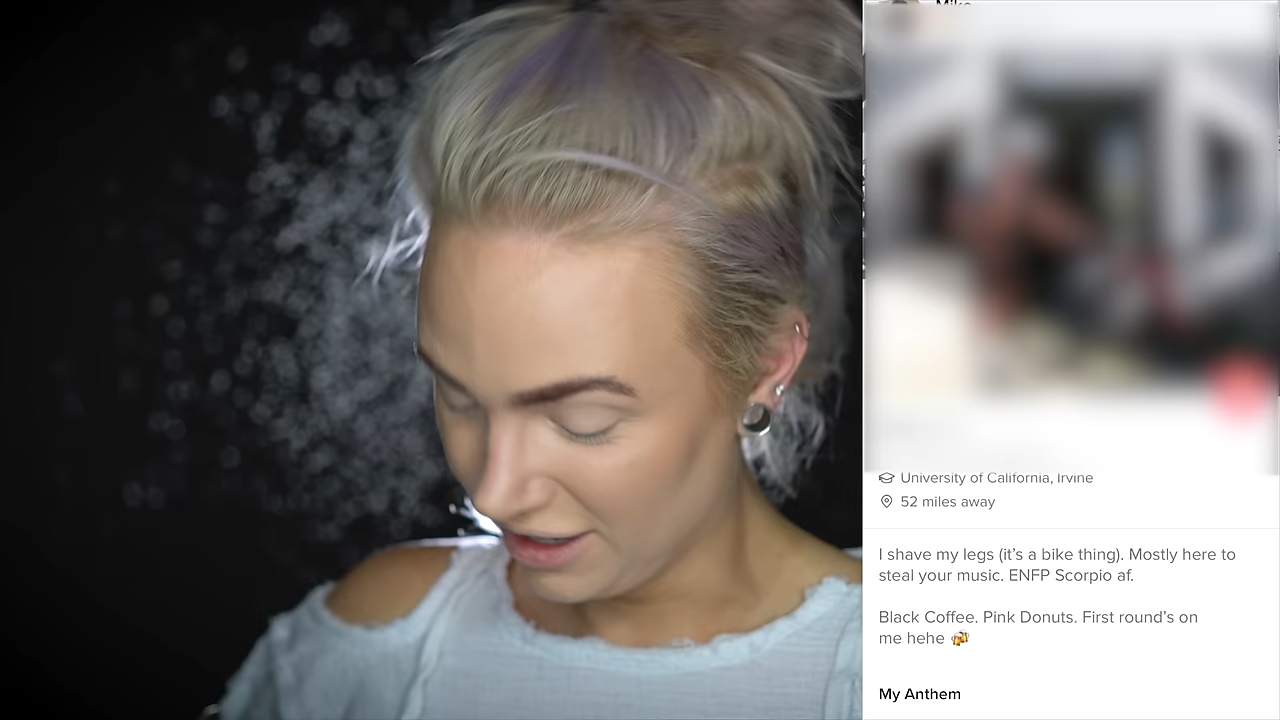 Mike
University of California, Irvine
52 miles away
I shave my legs (it’s a bike thing). Mostly here to
steal your music. ENFP Scorpio af.
Black Coffee. Pink Donuts. First round’s on
me hehe 🍻
My Anthem